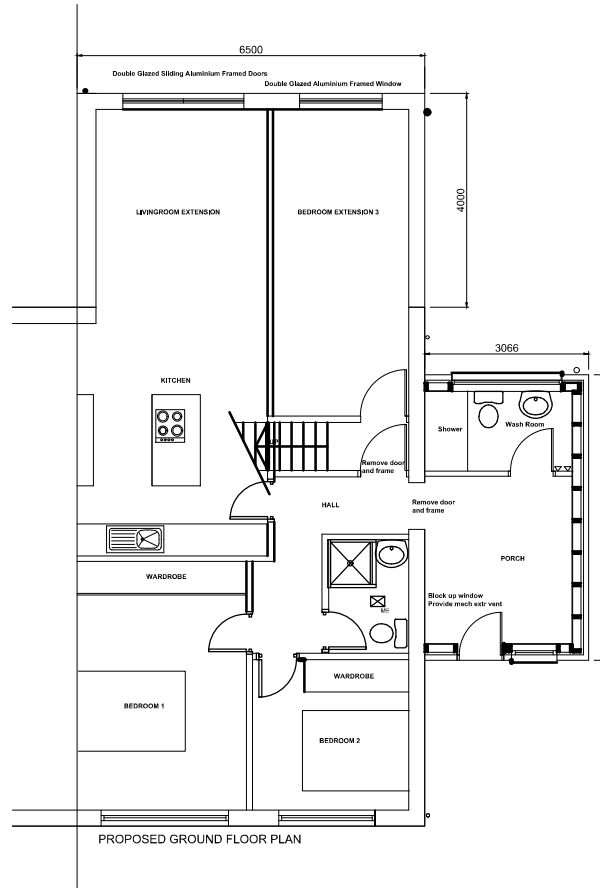 6500
Double Glazed Sliding Aluminium Framed Doors
Double Glazed Aluminium Framed Window
4000
LIVINGROOM EXTENSION
BEDROOM EXTENSION 3
3066
KITCHEN
Shower
Wash Room
UP
Remove door
and frame
HALL
Remove door
and frame
PORCH
WARDROBE
Block up window
Provide mech extr vent
ME
WARDROBE
BEDROOM 1
BEDROOM 2
PROPOSED GROUND FLOOR PLAN